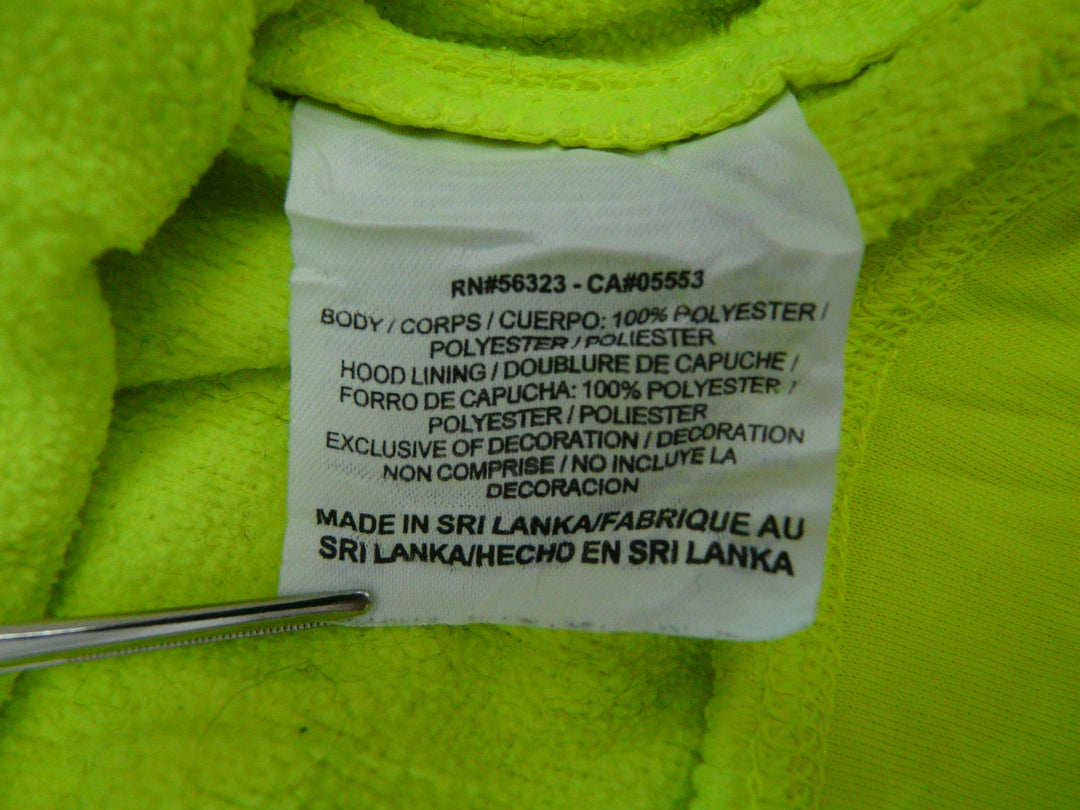 RN#56323 - CA#05553
BODY / CORPS / CUERPO: 100% POLYESTER /
POLYESTER / POLIESTER
HOOD LINING / DOUBLURE DE CAPUCHE /
FORRO DE CAPUCHA: 100% POLYESTER /
POLYESTER / POLIESTER
EXCLUSIVE OF DECORATION / DECORATION
NON COMPRISE / NO INCLUYE LA
DECORACION
MADE IN SRI LANKA/FABRIQUE AU
SRI LANKA/HECHO EN SRI LANKA